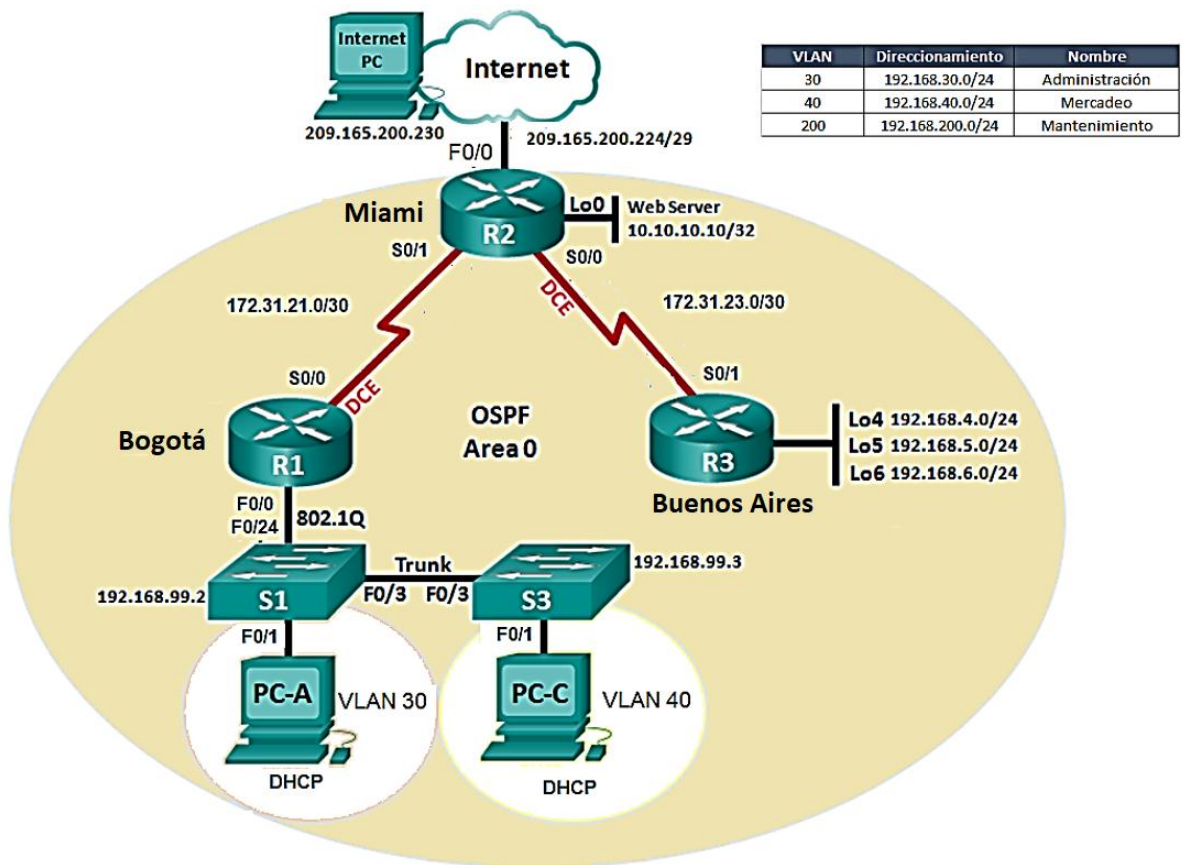 Internet
PC
Internet
209.165.200.230
209.165.200.224/29
F0/0
VLAN Direccionamiento Nombre
30 192.168.30.0/24 Administración
40 192.168.40.0/24 Mercadeo
200 192.168.200.0/24 Mantenimiento
Miami
R2
Lo0
Web Server
10.10.10.10/32
S0/1
S0/0
DCE
172.31.21.0/30
172.31.23.0/30
S0/0
DCE
S0/1
OSPF
Area 0
Bogotá
R1
R3
Buenos Aires
Lo4 192.168.4.0/24
Lo5 192.168.5.0/24
Lo6 192.168.6.0/24
F0/0
F0/24
802.1Q
Trunk
192.168.99.3
192.168.99.2
S1
F0/3
F0/3
S3
F0/1
F0/1
PC-A
VLAN 30
PC-C
VLAN 40
DHCP
DHCP